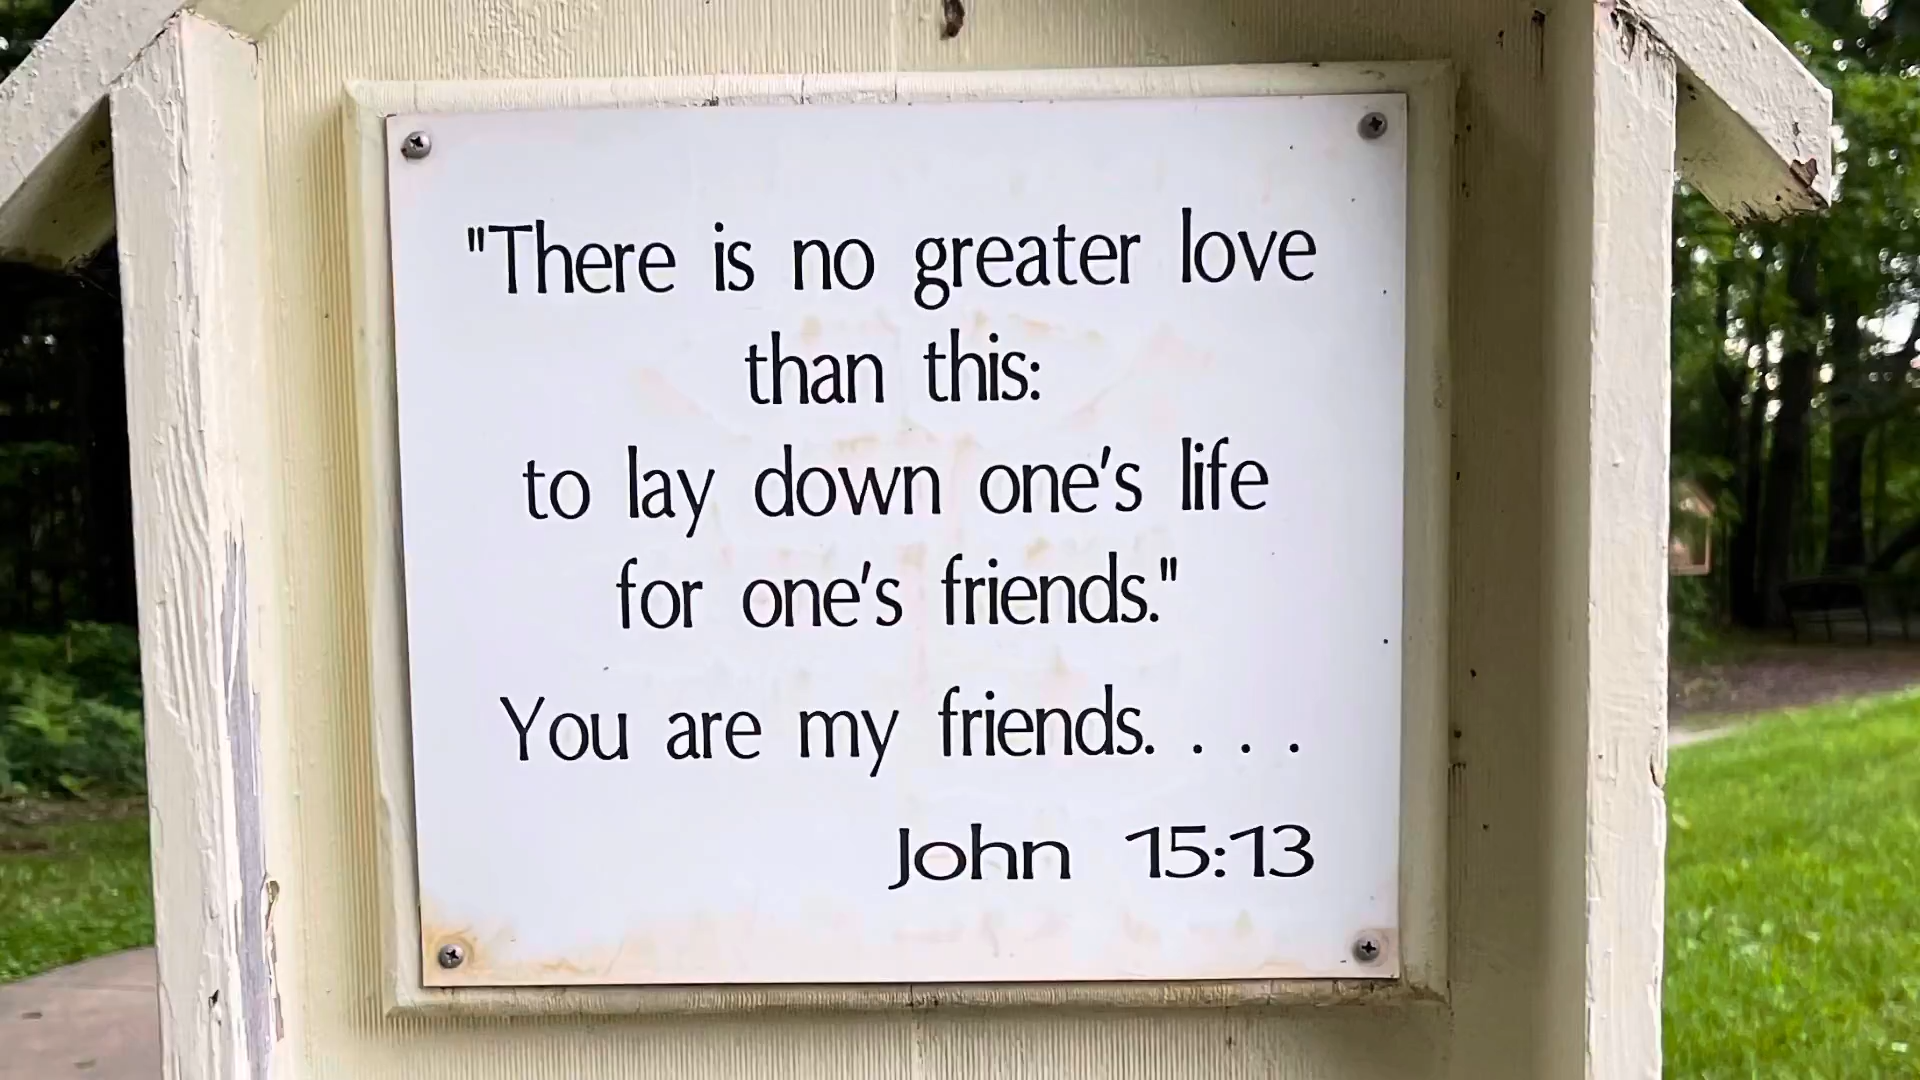 "There is no greater love
than this:
to lay down one's life
for one's friends."
You are my friends. . . .
John 15:13